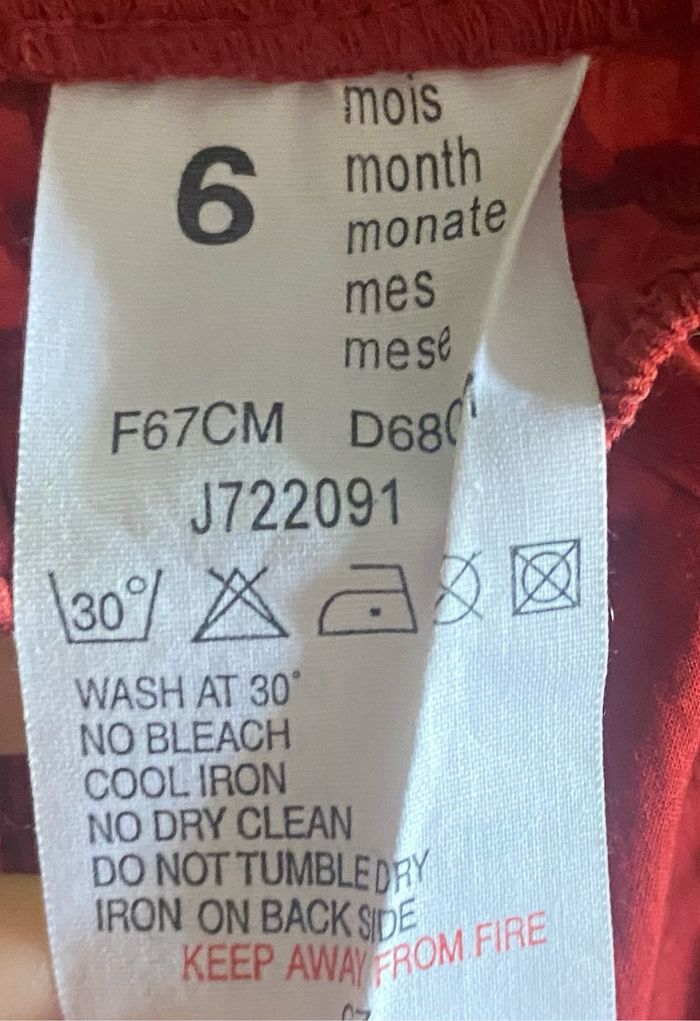 6
mois
month
monate
mes
mese
F67CM
J722091
30°
WASH AT 30°
NO BLEACH
COOL IRON
NO DRY CLEAN
DO NOT TUMBLE DRY
IRON ON BACK SIDE
KEEP AWAY FROM FIRE